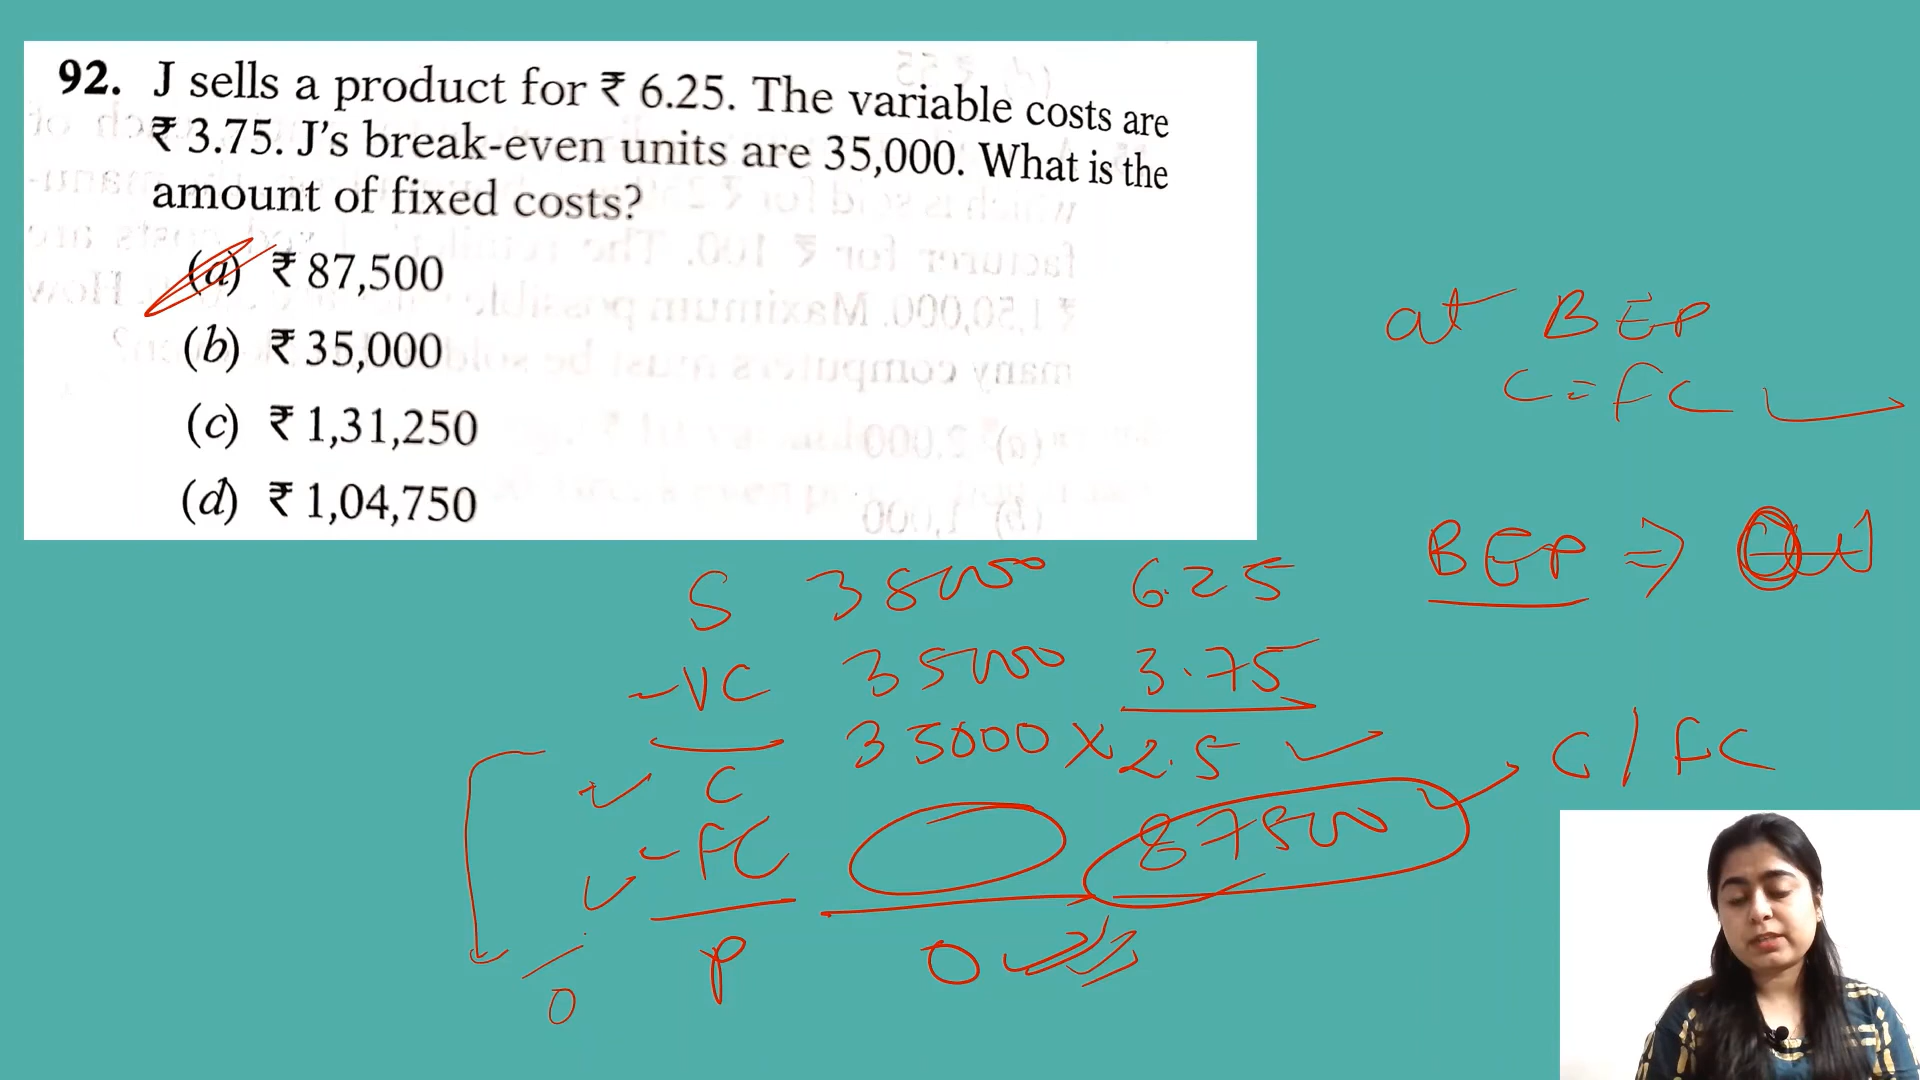 92. J sells a product for ₹ 6.25. The variable costs are
₹ 3.75. J's break-even units are 35,000. What is the
amount of fixed costs?
(a) ₹ 87,500
(b) ₹ 35,000
(c) ₹ 1,31,250
(d) ₹ 1,04,750
at BEP
C = FC
BEP ⇒
S 35000 6.25
- VC 35000 3.75
C 35000 × 2.5
C / FC
- FC 87500
P 0
0